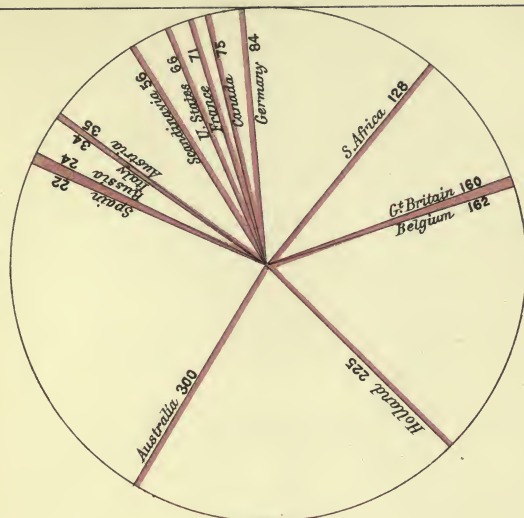 Spain 22
Russia 24
Italy 34
Austria 35
Scandinavia 56
U. States 66
France 71
Canada 75
Germany 84
S. Africa 128
Gt Britain 160
Belgium 162
Holland 225
Australia 300